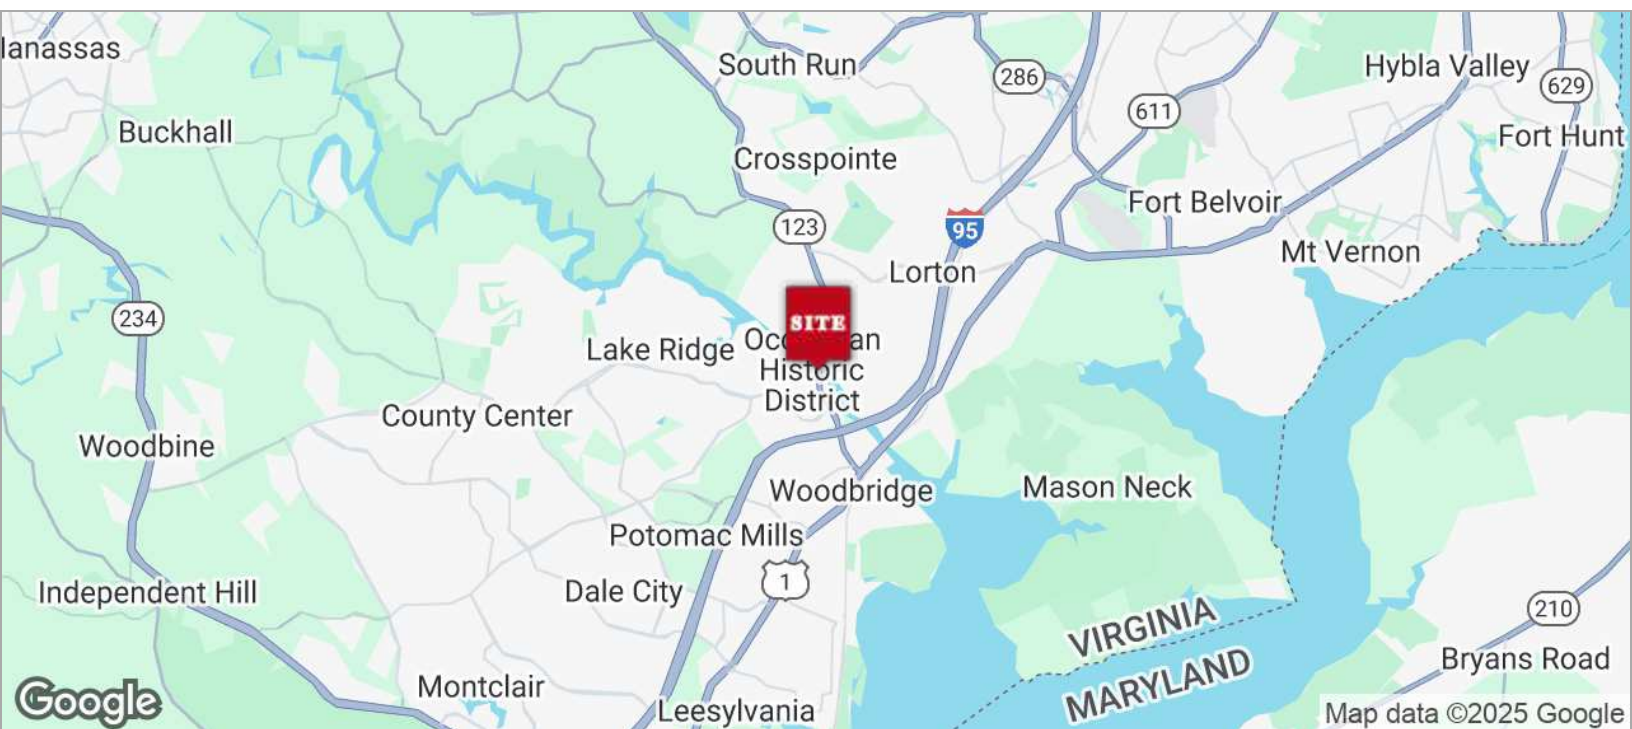 South Run
286
Hybla Valley
629
611
Buckhall
Fort Hunt
Crosspointe
Fort Belvoir
123
95
Mt Vernon
Lorton
234
SITE
Lake Ridge
Historic
District
County Center
Woodbine
Woodbridge
Mason Neck
Potomac Mills
1
Dale City
Independent Hill
210
VIRGINIA
MARYLAND
Bryans Road
Montclair
Leesylvania
Google
Map data ©2025 Google